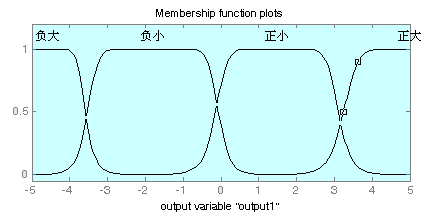 Membership function plots
负大 负小 正小 正大
1
0.5
0
-5 -4 -3 -2 -1 0 1 2 3 4 5
output variable "output1"